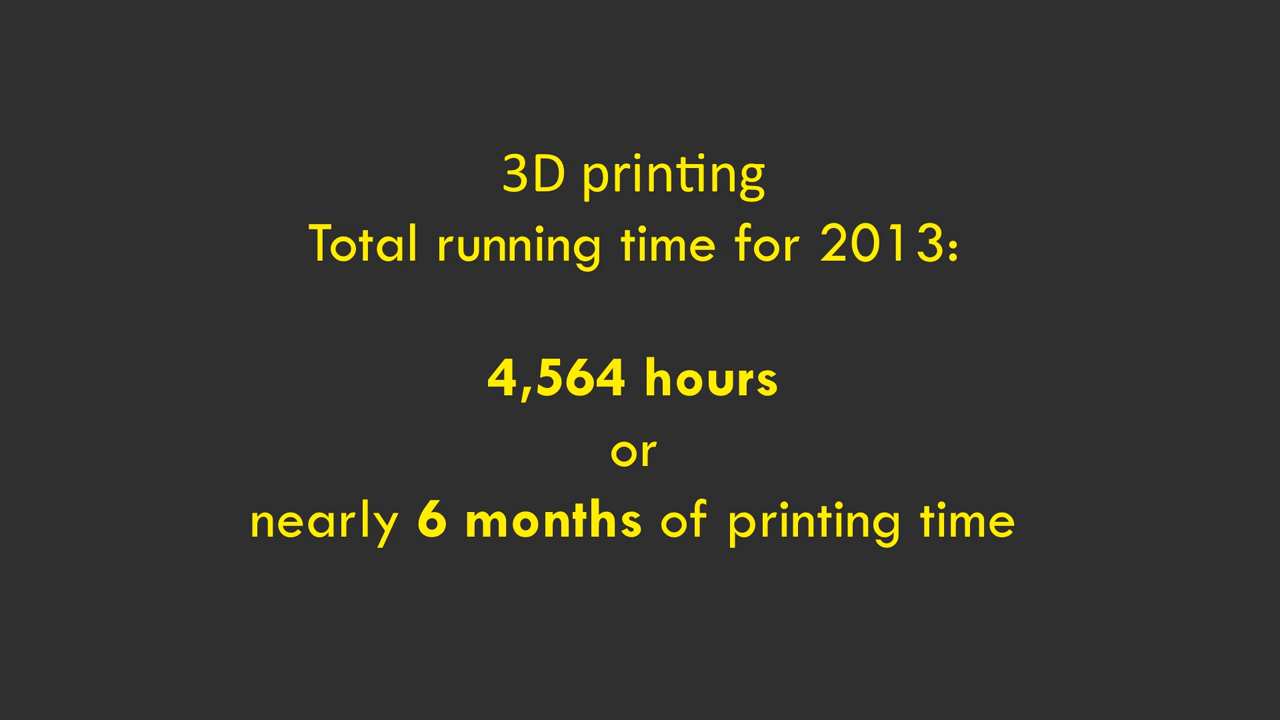 3D printing
Total running time for 2013:
4,564 hours
or
nearly 6 months of printing time